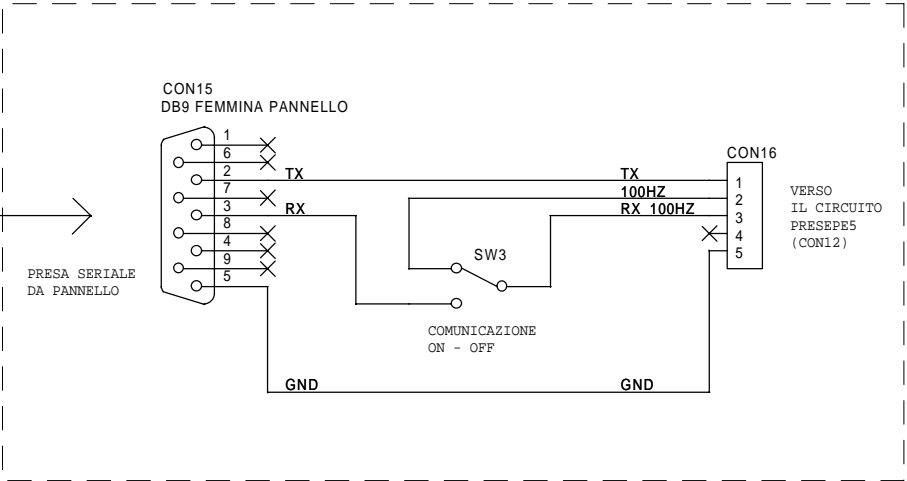 CON15
DB9 FEMMINA PANNELLO
1
6
2
7
3
8
4
9
5
TX
RX
GND
PRESA SERIALE
DA PANNELLO
SW3
COMUNICAZIONE
ON - OFF
TX
100HZ
RX 100HZ
GND
CON16
1
2
3
4
5
VERSO
IL CIRCUITO
PRESEPE5
(CON12)